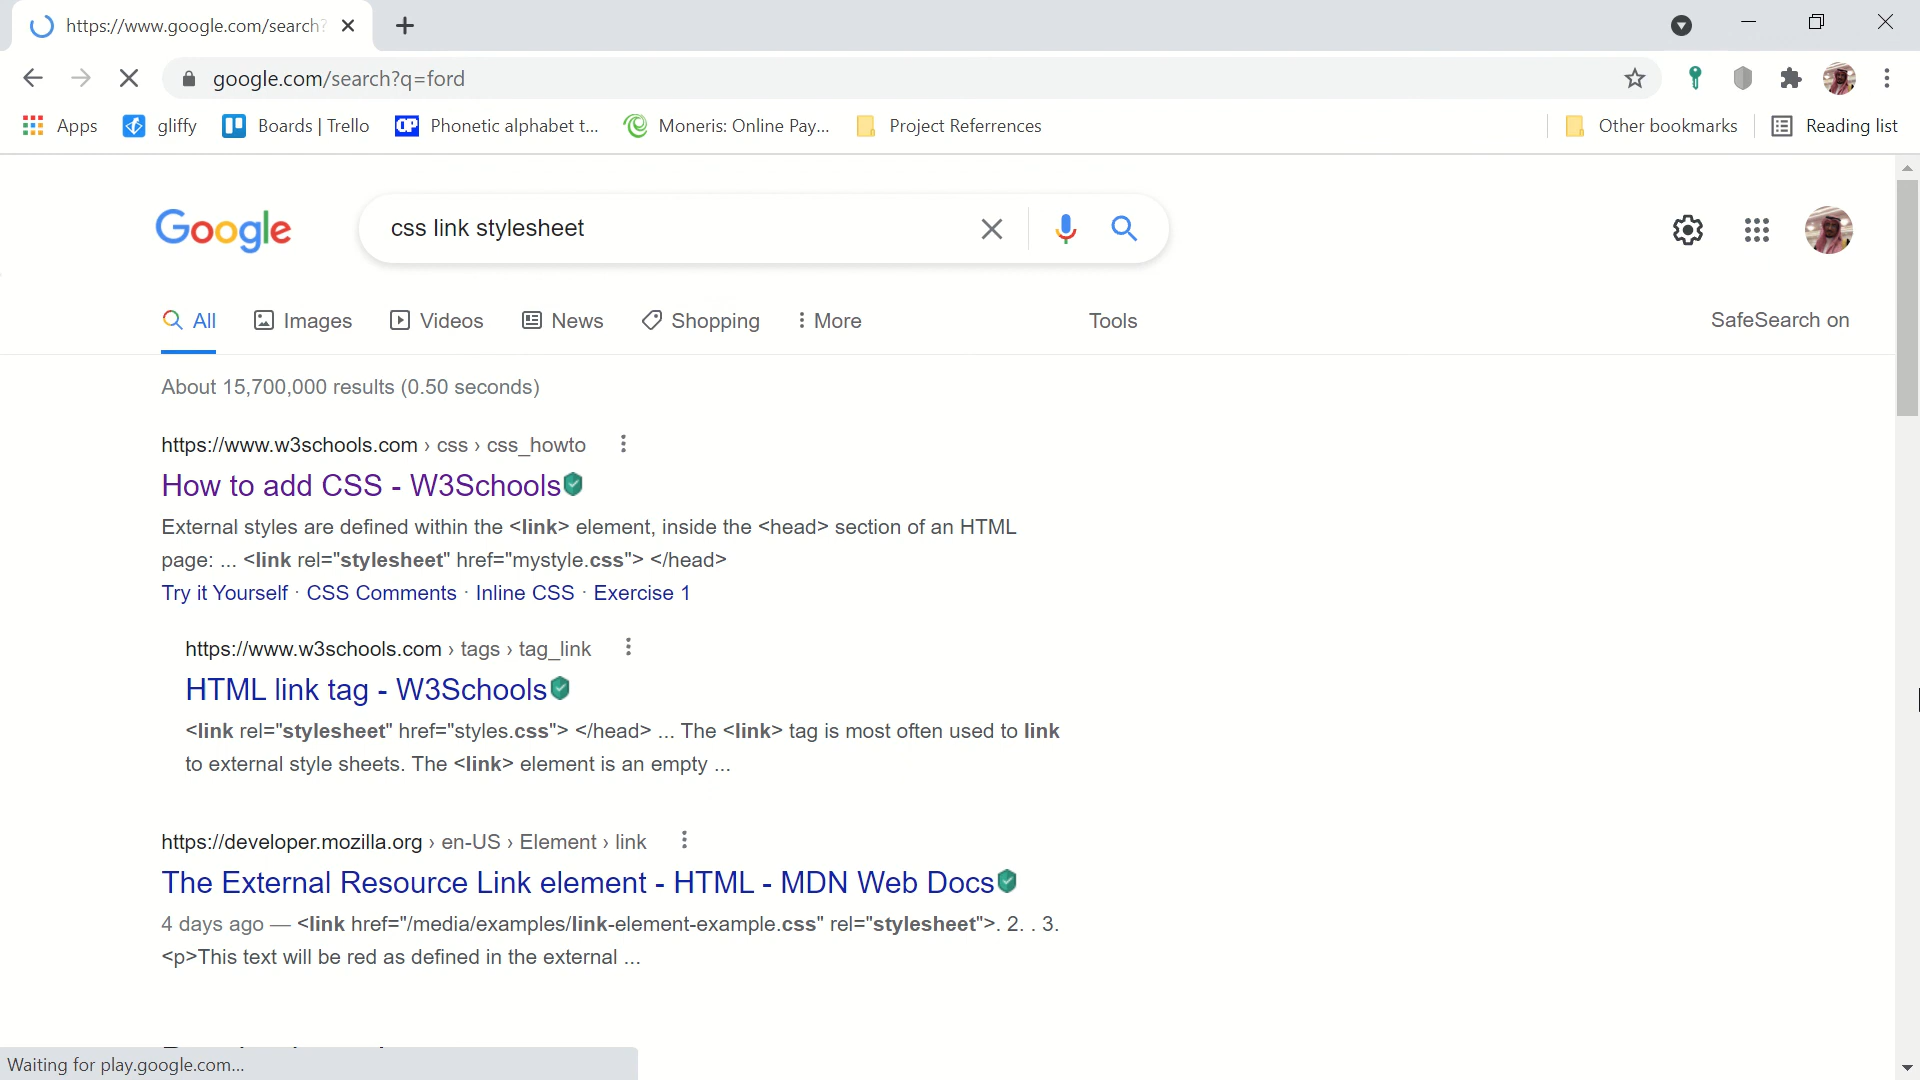 https://www.google.com/search?
google.com/search?q=ford
Apps gliffy Boards | Trello Phonetic alphabet t... Moneris: Online Pay... Project Referrences Other bookmarks Reading list
Google css link stylesheet
All Images Videos News Shopping More Tools SafeSearch on
About 15,700,000 results (0.50 seconds)
https://www.w3schools.com › css › css_howto
How to add CSS - W3Schools
External styles are defined within the <link> element, inside the <head> section of an HTML
page: ... <link rel="stylesheet" href="mystyle.css"> </head>
Try it Yourself · CSS Comments · Inline CSS · Exercise 1
https://www.w3schools.com › tags › tag_link
HTML link tag - W3Schools
<link rel="stylesheet" href="styles.css"> </head> ... The <link> tag is most often used to link
to external style sheets. The <link> element is an empty ...
https://developer.mozilla.org › en-US › Element › link
The External Resource Link element - HTML - MDN Web Docs
4 days ago — <link href="/media/examples/link-element-example.css" rel="stylesheet">. 2. . 3.
<p>This text will be red as defined in the external ...
Waiting for play.google.com...